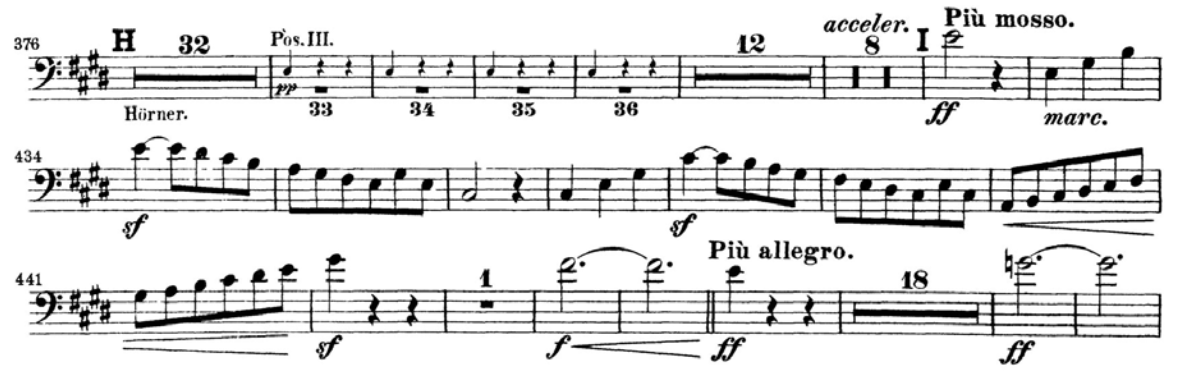 376 H 32 Pos.III. 12 acceler. 8 I Più mosso.
pp 33 34 35 36 ff marc.
Hörner.
434
sf sf
Più allegro.
441 1 18
sf f ff ff